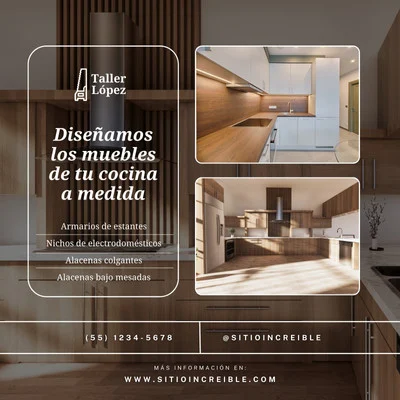 Taller
López
Diseñamos
los muebles
de tu cocina
a medida
Armarios de estantes
Nichos de electrodomésticos
Alacenas colgantes
Alacenas bajo mesadas
(55) 1234-5678
@SITIOINCREIBLE
MÁS INFORMACIÓN EN:
WWW.SITIOINCREIBLE.COM